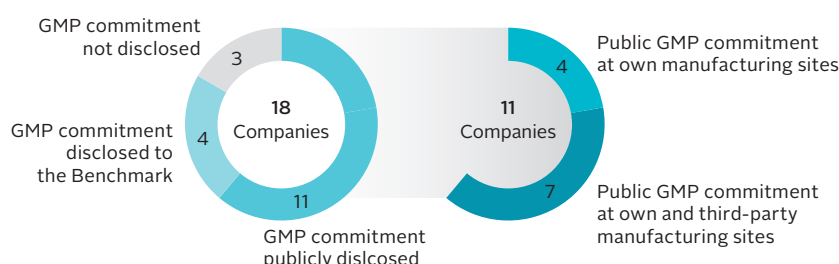 GMP commitment
not disclosed
3
GMP commitment
disclosed to
the Benchmark
4
18
Companies
11
GMP commitment
publicly dislcosed
11
Companies
4
Public GMP commitment
at own manufacturing sites
7
Public GMP commitment
at own and third-party
manufacturing sites